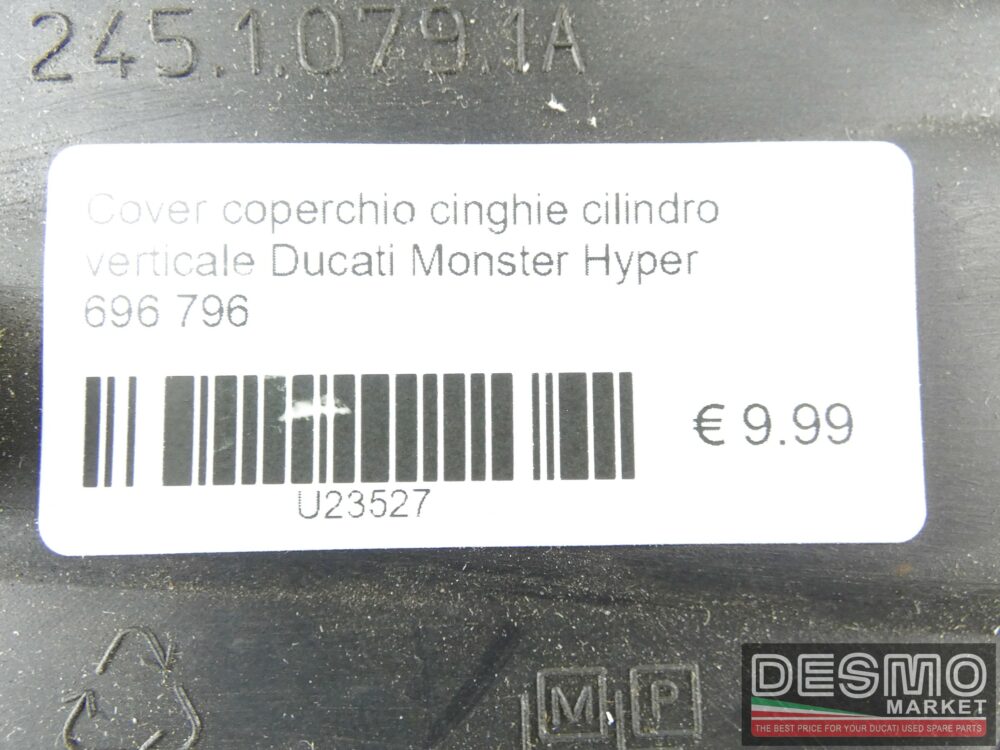 245.1.079.1A
Cover coperchio cinghie cilindro
verticale Ducati Monster Hyper
696 796
€ 9.99
U23527
M P
DESMO
MARKET
THE BEST PRICE FOR YOUR DUCATI USED SPARE PARTS